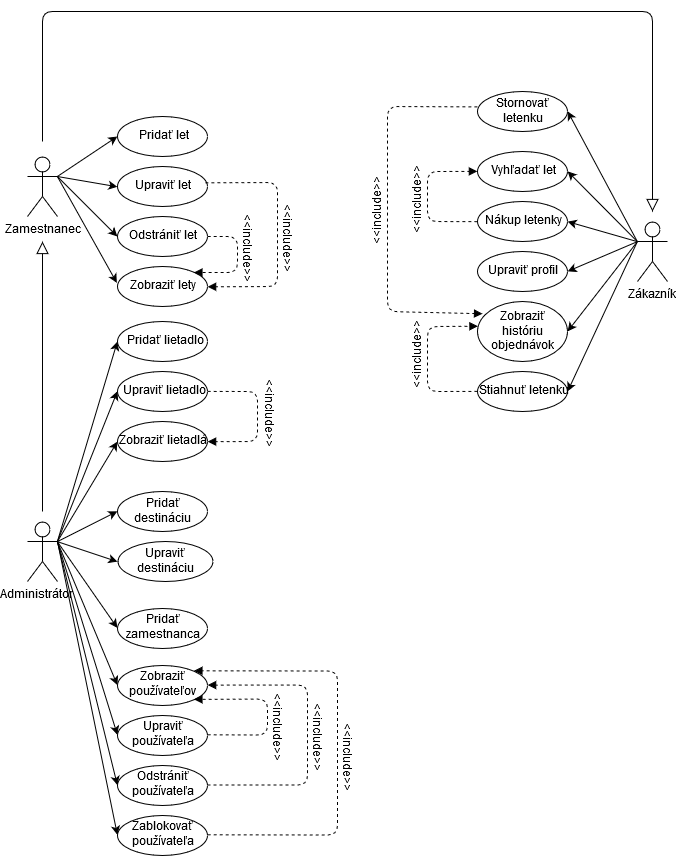 Pridať let
Upraviť let
Odstrániť let
Zobraziť lety
<<include>>
<<include>>
Zamestnanec
Stornovať
letenku
Vyhľadať let
Nákup letenky
Upraviť profil
Zobraziť
históriu
objednávok
Stiahnuť letenku
<<include>>
<<include>>
<<include>>
Zákazník
Pridať lietadlo
Upraviť lietadlo
Zobraziť lietadla
<<include>>
Pridať
destináciu
Upraviť
destináciu
Administrátor
Pridať
zamestnanca
Zobraziť
používateľov
Upraviť
používateľa
Odstrániť
používateľa
Zablokovať
používateľa
<<include>>
<<include>>
<<include>>